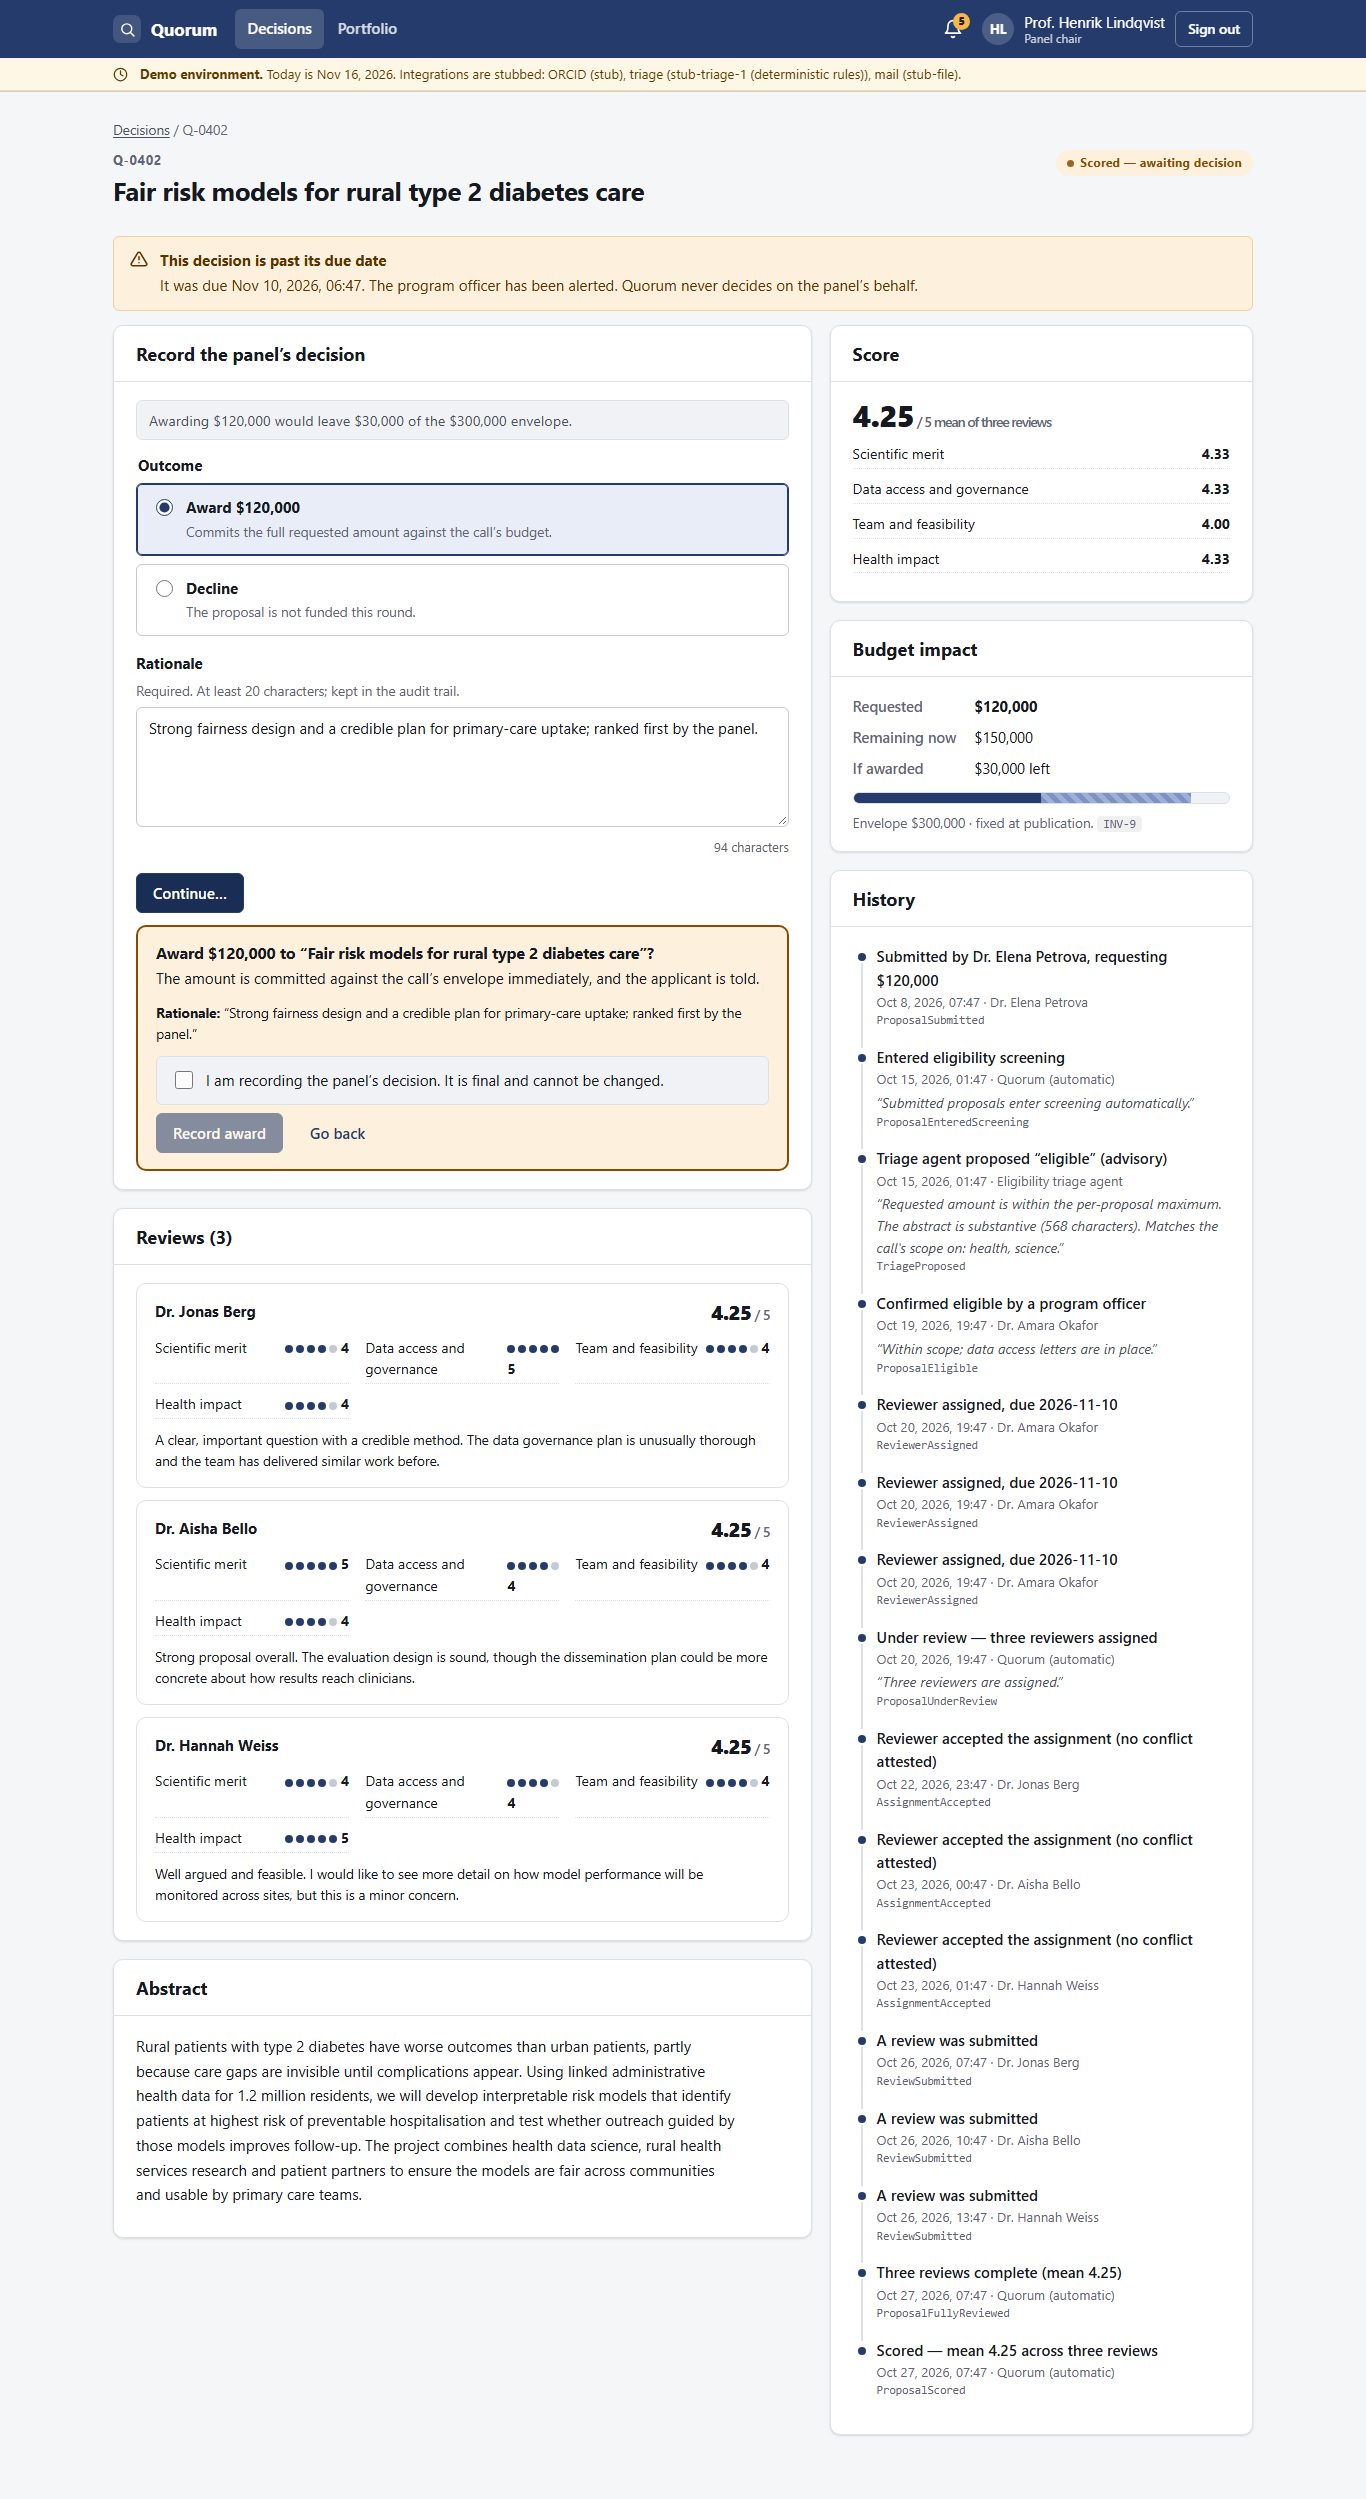 Quorum
Decisions
Portfolio
5
HL
Prof. Henrik Lindqvist
Panel chair
Sign out
Demo environment. Today is Nov 16, 2026. Integrations are stubbed: ORCID (stub), triage (stub-triage-1 (deterministic rules)), mail (stub-file).
Decisions / Q-0402
Q-0402
Fair risk models for rural type 2 diabetes care
Scored — awaiting decision
This decision is past its due date
It was due Nov 10, 2026, 06:47. The program officer has been alerted. Quorum never decides on the panel’s behalf.
Record the panel’s decision
Awarding $120,000 would leave $30,000 of the $300,000 envelope.
Outcome
Award $120,000
Commits the full requested amount against the call’s budget.
Decline
The proposal is not funded this round.
Rationale
Required. At least 20 characters; kept in the audit trail.
Strong fairness design and a credible plan for primary-care uptake; ranked first by the panel.
94 characters
Continue…
Award $120,000 to “Fair risk models for rural type 2 diabetes care”?
The amount is committed against the call’s envelope immediately, and the applicant is told.
Rationale: “Strong fairness design and a credible plan for primary-care uptake; ranked first by the
panel.”
I am recording the panel’s decision. It is final and cannot be changed.
Record award
Go back
Reviews (3)
Dr. Jonas Berg
4.25 / 5
Scientific merit 4
Data access and
governance 5
Team and feasibility 4
Health impact 4
A clear, important question with a credible method. The data governance plan is unusually thorough
and the team has delivered similar work before.
Dr. Aisha Bello
4.25 / 5
Scientific merit 5
Data access and
governance 4
Team and feasibility 4
Health impact 4
Strong proposal overall. The evaluation design is sound, though the dissemination plan could be more
concrete about how results reach clinicians.
Dr. Hannah Weiss
4.25 / 5
Scientific merit 4
Data access and
governance 4
Team and feasibility 4
Health impact 5
Well argued and feasible. I would like to see more detail on how model performance will be
monitored across sites, but this is a minor concern.
Abstract
Rural patients with type 2 diabetes have worse outcomes than urban patients, partly
because care gaps are invisible until complications appear. Using linked administrative
health data for 1.2 million residents, we will develop interpretable risk models that identify
patients at highest risk of preventable hospitalisation and test whether outreach guided by
those models improves follow-up. The project combines health data science, rural health
services research and patient partners to ensure the models are fair across communities
and usable by primary care teams.
Score
4.25 / 5 mean of three reviews
Scientific merit 4.33
Data access and governance 4.33
Team and feasibility 4.00
Health impact 4.33
Budget impact
Requested $120,000
Remaining now $150,000
If awarded $30,000 left
Envelope $300,000 · fixed at publication. INV-9
History
Submitted by Dr. Elena Petrova, requesting
$120,000
Oct 8, 2026, 07:47 · Dr. Elena Petrova
ProposalSubmitted
Entered eligibility screening
Oct 15, 2026, 01:47 · Quorum (automatic)
“Submitted proposals enter screening automatically.”
ProposalEnteredScreening
Triage agent proposed “eligible” (advisory)
Oct 15, 2026, 01:47 · Eligibility triage agent
“Requested amount is within the per-proposal maximum.
The abstract is substantive (568 characters). Matches the
call’s scope on: health, science.”
TriageProposed
Confirmed eligible by a program officer
Oct 19, 2026, 19:47 · Dr. Amara Okafor
“Within scope; data access letters are in place.”
ProposalEligible
Reviewer assigned, due 2026-11-10
Oct 20, 2026, 19:47 · Dr. Amara Okafor
ReviewerAssigned
Reviewer assigned, due 2026-11-10
Oct 20, 2026, 19:47 · Dr. Amara Okafor
ReviewerAssigned
Reviewer assigned, due 2026-11-10
Oct 20, 2026, 19:47 · Dr. Amara Okafor
ReviewerAssigned
Under review — three reviewers assigned
Oct 20, 2026, 19:47 · Quorum (automatic)
“Three reviewers are assigned.”
ProposalUnderReview
Reviewer accepted the assignment (no conflict
attested)
Oct 22, 2026, 23:47 · Dr. Jonas Berg
AssignmentAccepted
Reviewer accepted the assignment (no conflict
attested)
Oct 23, 2026, 00:47 · Dr. Aisha Bello
AssignmentAccepted
Reviewer accepted the assignment (no conflict
attested)
Oct 23, 2026, 01:47 · Dr. Hannah Weiss
AssignmentAccepted
A review was submitted
Oct 26, 2026, 07:47 · Dr. Jonas Berg
ReviewSubmitted
A review was submitted
Oct 26, 2026, 10:47 · Dr. Aisha Bello
ReviewSubmitted
A review was submitted
Oct 26, 2026, 13:47 · Dr. Hannah Weiss
ReviewSubmitted
Three reviews complete (mean 4.25)
Oct 27, 2026, 07:47 · Quorum (automatic)
ProposalFullyReviewed
Scored — mean 4.25 across three reviews
Oct 27, 2026, 07:47 · Quorum (automatic)
ProposalScored